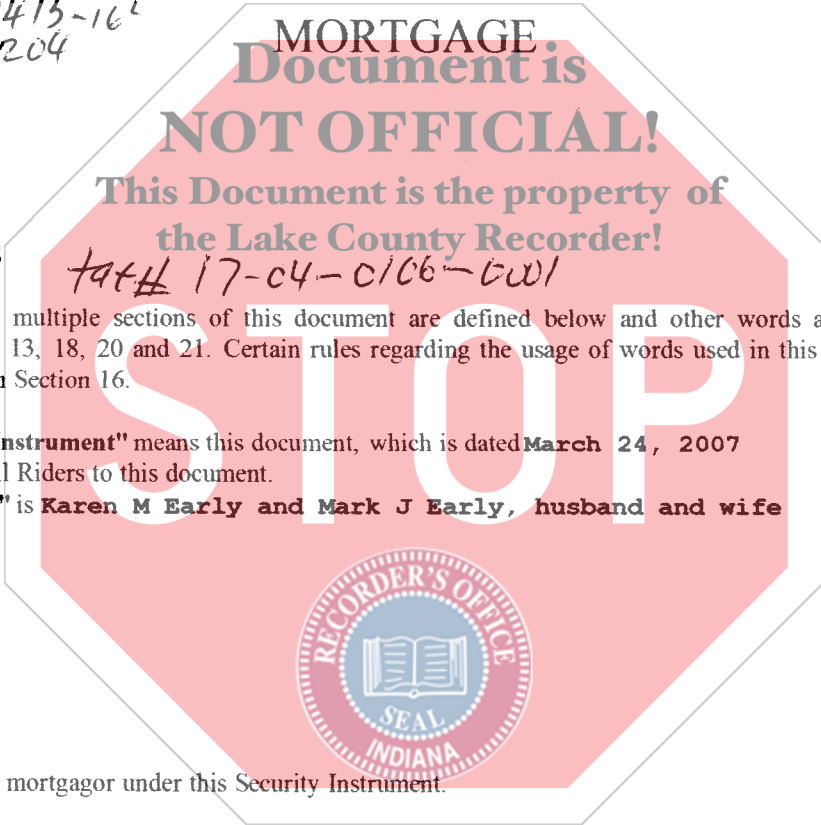 MORTGAGE
Document is
NOT OFFICIAL!
This Document is the property of
the Lake County Recorder!
204
17-04-0106-0001
multiple sections of this document are defined below and other words
13, 18, 20 and 21. Certain rules regarding the usage of words used in this
Section 16.
nstrument" means this document, which is dated March 24, 2007
l Riders to this document.
" is Karen M Early and Mark J Early, husband and wife
STOP
RECORDER'S OFFICE
SEAL
INDIANA
mortgagor under this Security Instrument.